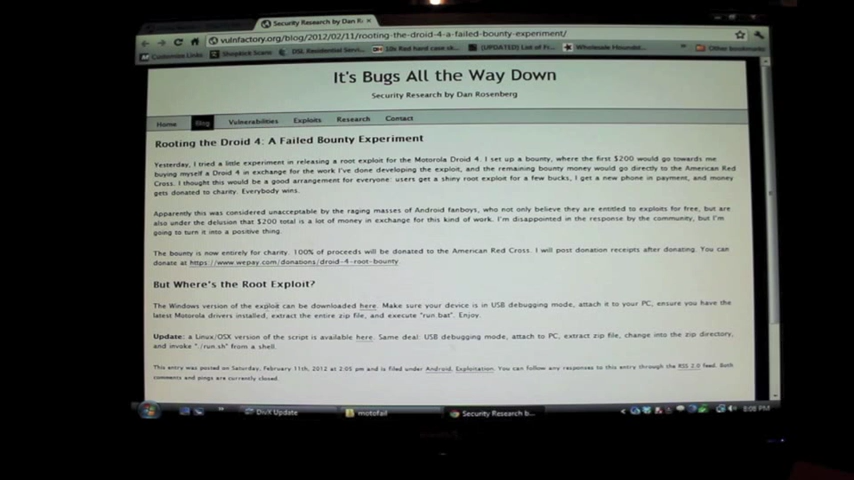 Security Research by Dan R
vulnfactory.org/blog/2012/02/11/rooting-the-droid-4-a-failed-bounty-experiment/
Customize Links Shopkick Scans DSL Residential Servi... 10s Red hard case sk... (UPDATED) List of Fi... Wholesale Houndst... Other bookmarks
It's Bugs All the Way Down
Security Research by Dan Rosenberg
Home Blog Vulnerabilities Exploits Research Contact
Rooting the Droid 4: A Failed Bounty Experiment
Yesterday, I tried a little experiment in releasing a root exploit for the Motorola Droid 4. I set up a bounty, where the first $200 would go towards me
buying myself a Droid 4 in exchange for the work I've done developing the exploit, and the remaining bounty money would go directly to the American Red
Cross. I thought this would be a good arrangement for everyone: users get a shiny root exploit for a few bucks, I get a new phone in payment, and money
gets donated to charity. Everybody wins.
Apparently this was considered unacceptable by the raging masses of Android fanboys, who not only believe they are entitled to exploits for free, but are
also under the delusion that $200 total is a lot of money in exchange for this kind of work. I'm disappointed in the response by the community, but I'm
going to turn it into a positive thing.
The bounty is now entirely for charity. 100% of proceeds will be donated to the American Red Cross. I will post donation receipts after donating. You can
donate at https://www.wepay.com/donations/droid-4-root-bounty.
But Where's the Root Exploit?
The Windows version of the exploit can be downloaded here. Make sure your device is in USB debugging mode, attach it to your PC, ensure you have the
latest Motorola drivers installed, extract the entire zip file, and execute "run.bat". Enjoy.
Update: a Linux/OSX version of the script is available here. Same deal: USB debugging mode, attach to PC, extract zip file, change into the zip directory,
and invoke "./run.sh" from a shell.
This entry was posted on Saturday, February 11th, 2012 at 2:05 pm and is filed under Android, Exploitation. You can follow any responses to this entry through the RSS 2.0 feed. Both
comments and pings are currently closed.
DivX Update motofail Security Research b... 8:08 PM